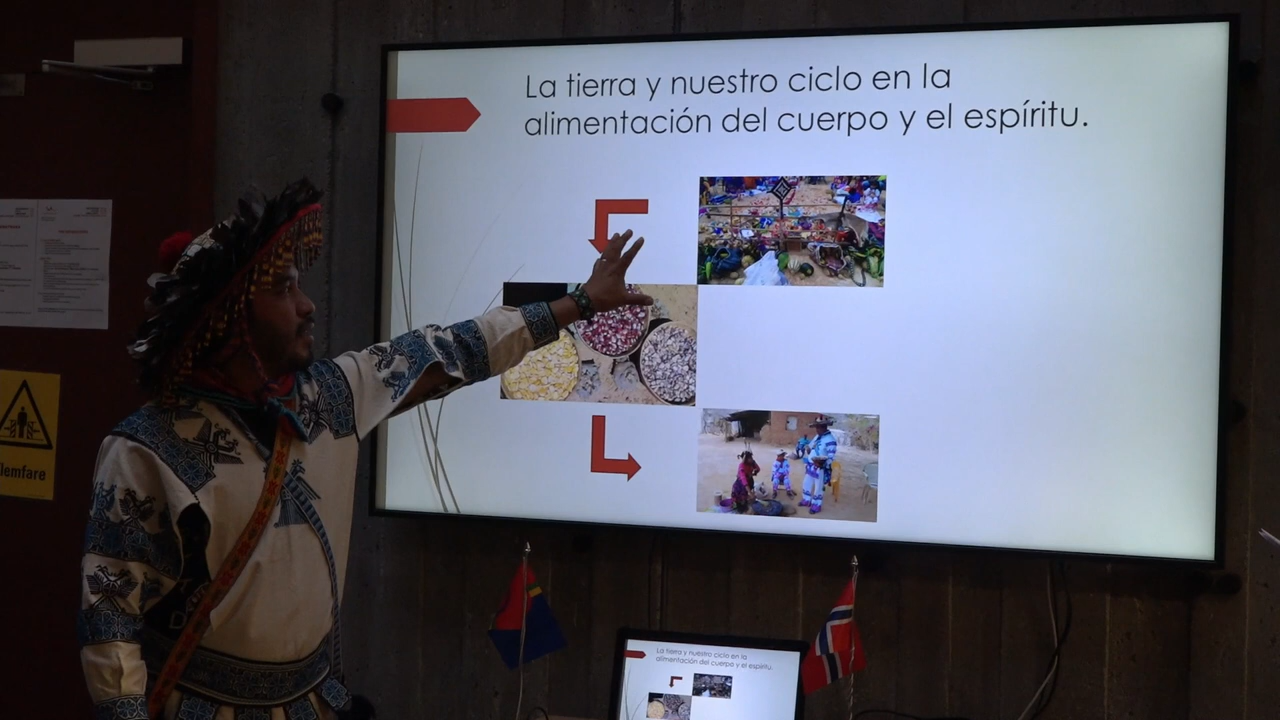 La tierra y nuestro ciclo en la
alimentación del cuerpo y el espíritu.
lemfare
La tierra y nuestro ciclo en la
alimentación del cuerpo y el espíritu.